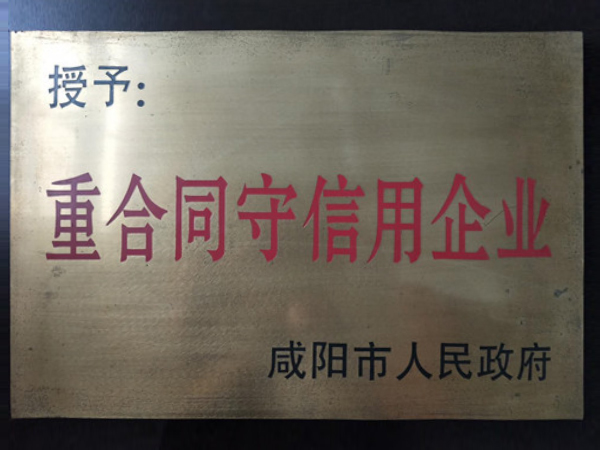 授予：
重合同守信用企业
咸阳市人民政府